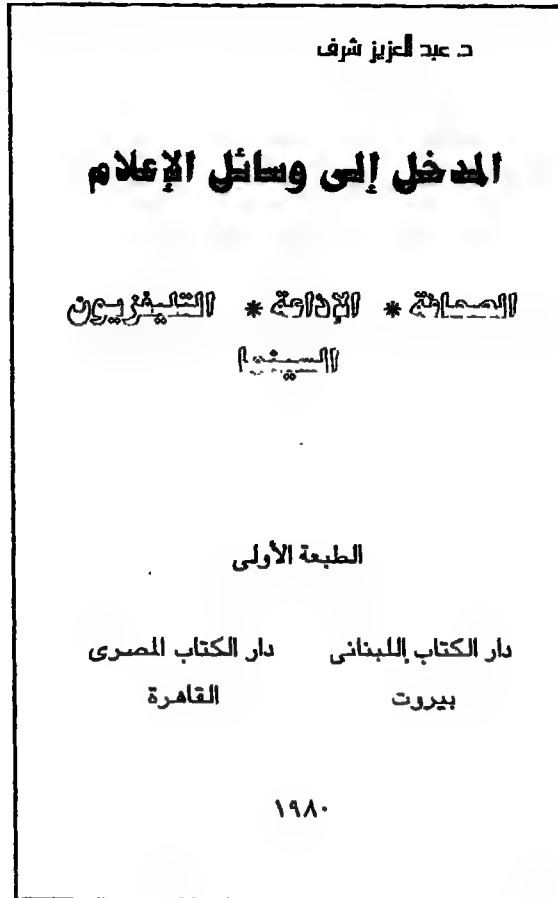 د. عبد العزيز شرف
المدخل إلى وسائل الإعلام
الصحافة * الإذاعة * التليفزيون
السينما
الطبعة الأولى
دار الكتاب اللبنانى دار الكتاب المصرى
بيروت القاهرة
١٩٨٠